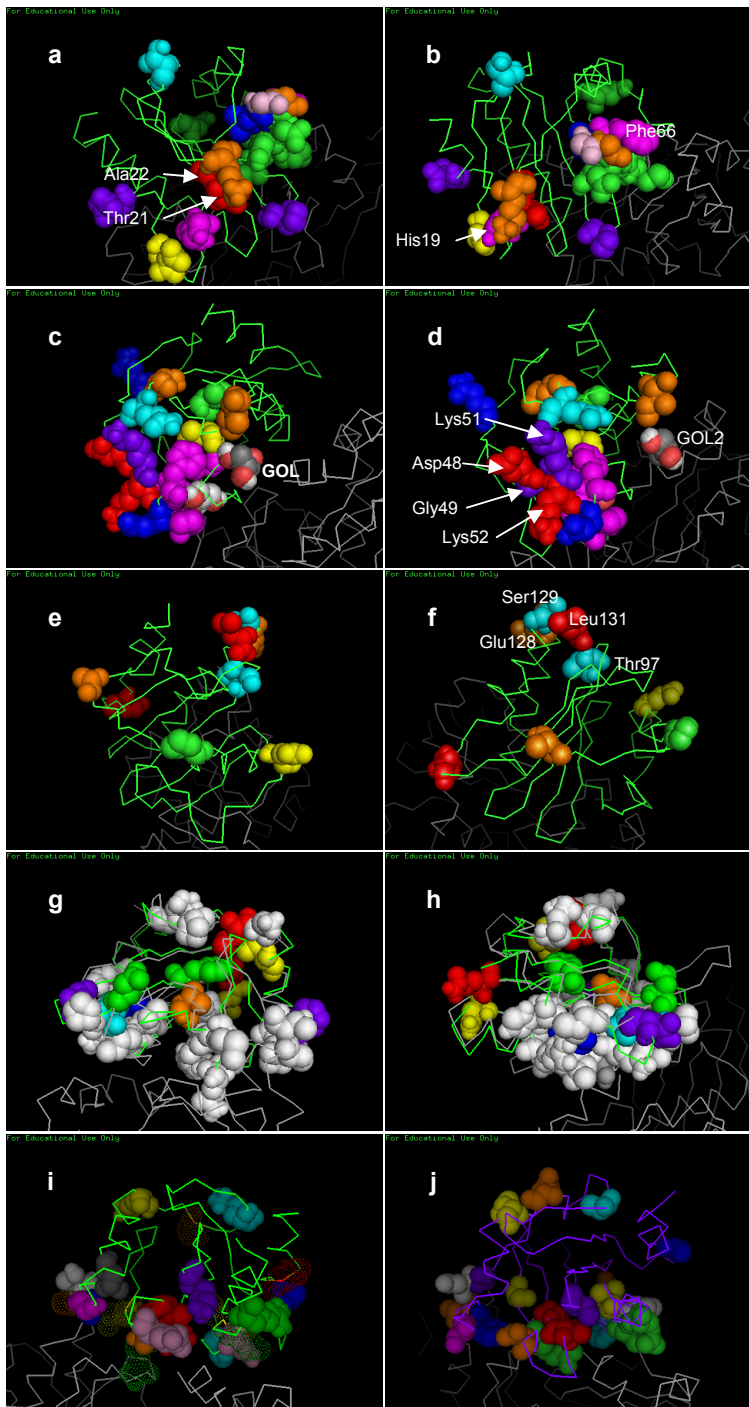 For Educational Use Only
a
Ala22
Thr21
For Educational Use Only
b
Phe66
His19
For Educational Use Only
c
GOL
For Educational Use Only
d
Lys51
GOL2
Asp48
Gly49
Lys52
For Educational Use Only
e
For Educational Use Only
f
Ser129
Leu131
Glu128
Thr97
For Educational Use Only
g
For Educational Use Only
h
For Educational Use Only
i
For Educational Use Only
j